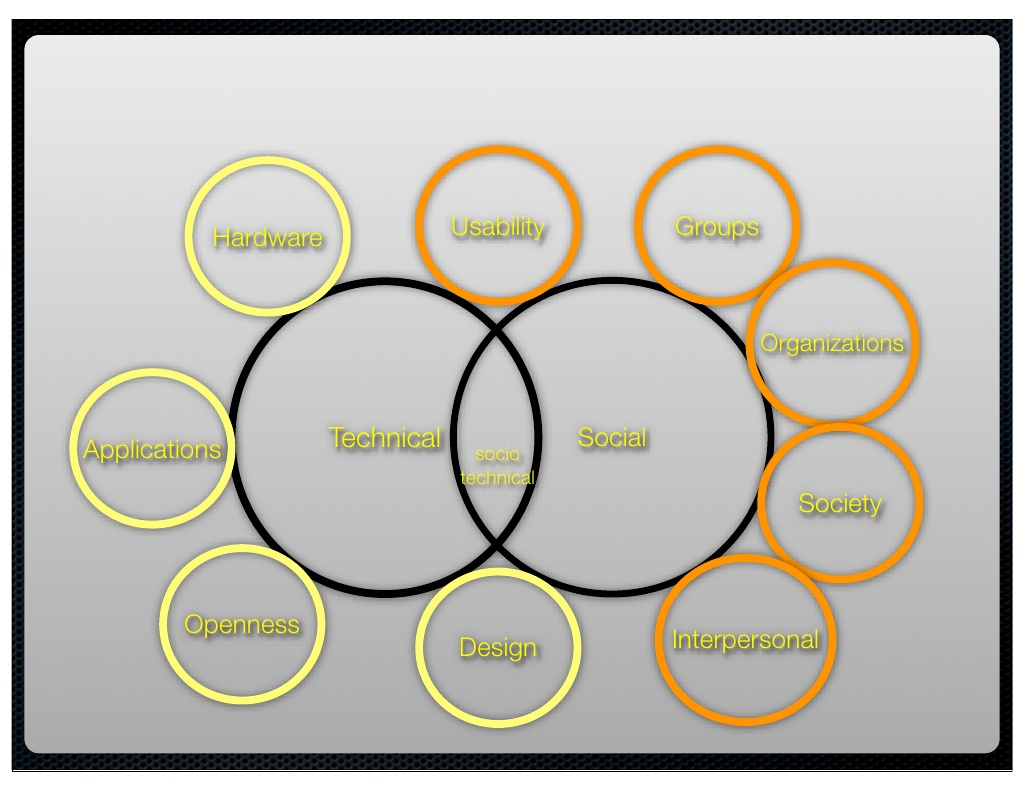 Hardware
Usability
Groups
Organizations
Technical
socio
technical
Social
Applications
Society
Openness
Design
Interpersonal